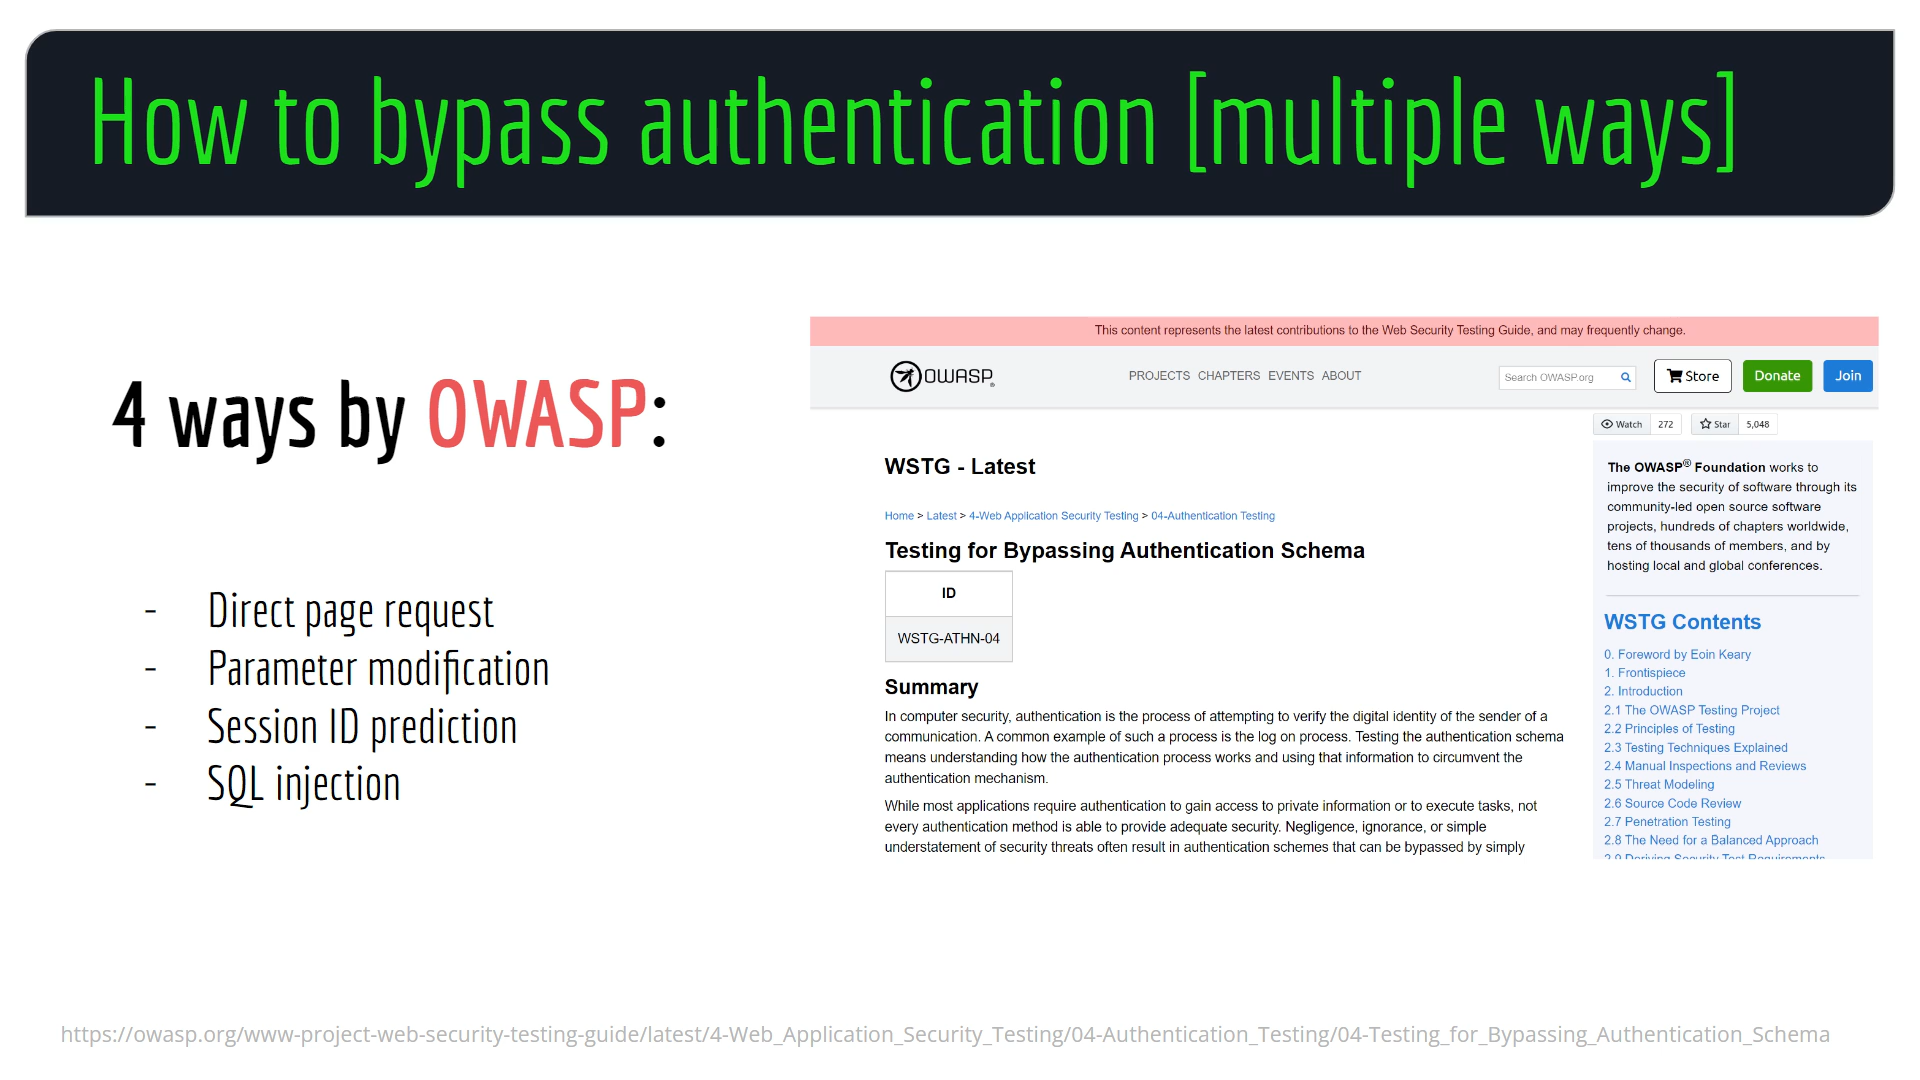 How to bypass authentication [multiple ways]
4 ways by OWASP:
- Direct page request
- Parameter modification
- Session ID prediction
- SQL injection
This content represents the latest contributions to the Web Security Testing Guide, and may frequently change.
OWASP
PROJECTS CHAPTERS EVENTS ABOUT
Search OWASP.org
Store
Donate
Join
Watch 272
Star 5,048
WSTG - Latest
Home > Latest > 4-Web Application Security Testing > 04-Authentication Testing
Testing for Bypassing Authentication Schema
ID
WSTG-ATHN-04
Summary
In computer security, authentication is the process of attempting to verify the digital identity of the sender of a
communication. A common example of such a process is the log on process. Testing the authentication schema
means understanding how the authentication process works and using that information to circumvent the
authentication mechanism.
While most applications require authentication to gain access to private information or to execute tasks, not
every authentication method is able to provide adequate security. Negligence, ignorance, or simple
understatement of security threats often result in authentication schemes that can be bypassed by simply
The OWASP® Foundation works to
improve the security of software through its
community-led open source software
projects, hundreds of chapters worldwide,
tens of thousands of members, and by
hosting local and global conferences.
WSTG Contents
0. Foreword by Eoin Keary
1. Frontispiece
2. Introduction
2.1 The OWASP Testing Project
2.2 Principles of Testing
2.3 Testing Techniques Explained
2.4 Manual Inspections and Reviews
2.5 Threat Modeling
2.6 Source Code Review
2.7 Penetration Testing
2.8 The Need for a Balanced Approach
2.9 Deriving Security Test Requirements
https://owasp.org/www-project-web-security-testing-guide/latest/4-Web_Application_Security_Testing/04-Authentication_Testing/04-Testing_for_Bypassing_Authentication_Schema